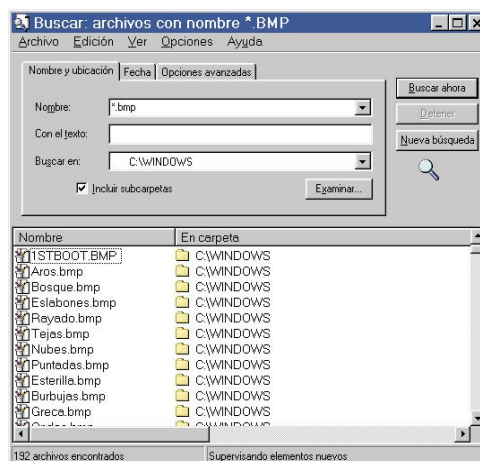 Buscar: archivos con nombre *.BMP
Archivo Edición Ver Opciones Ayuda
Nombre y ubicación Fecha Opciones avanzadas
Buscar ahora
Nombre: *.bmp
Detener
Con el texto:
Nueva búsqueda
Buscar en: C:\WINDOWS
Incluir subcarpetas Examinar...
Nombre En carpeta
1STBOOT.BMP C:\WINDOWS
Aros.bmp C:\WINDOWS
Bosque.bmp C:\WINDOWS
Eslabones.bmp C:\WINDOWS
Rayado.bmp C:\WINDOWS
Tejas.bmp C:\WINDOWS
Nubes.bmp C:\WINDOWS
Puntadas.bmp C:\WINDOWS
Esterilla.bmp C:\WINDOWS
Burbujas.bmp C:\WINDOWS
Greca.bmp C:\WINDOWS
C:\WINDOWS
192 archivos encontrados Supervisando elementos nuevos